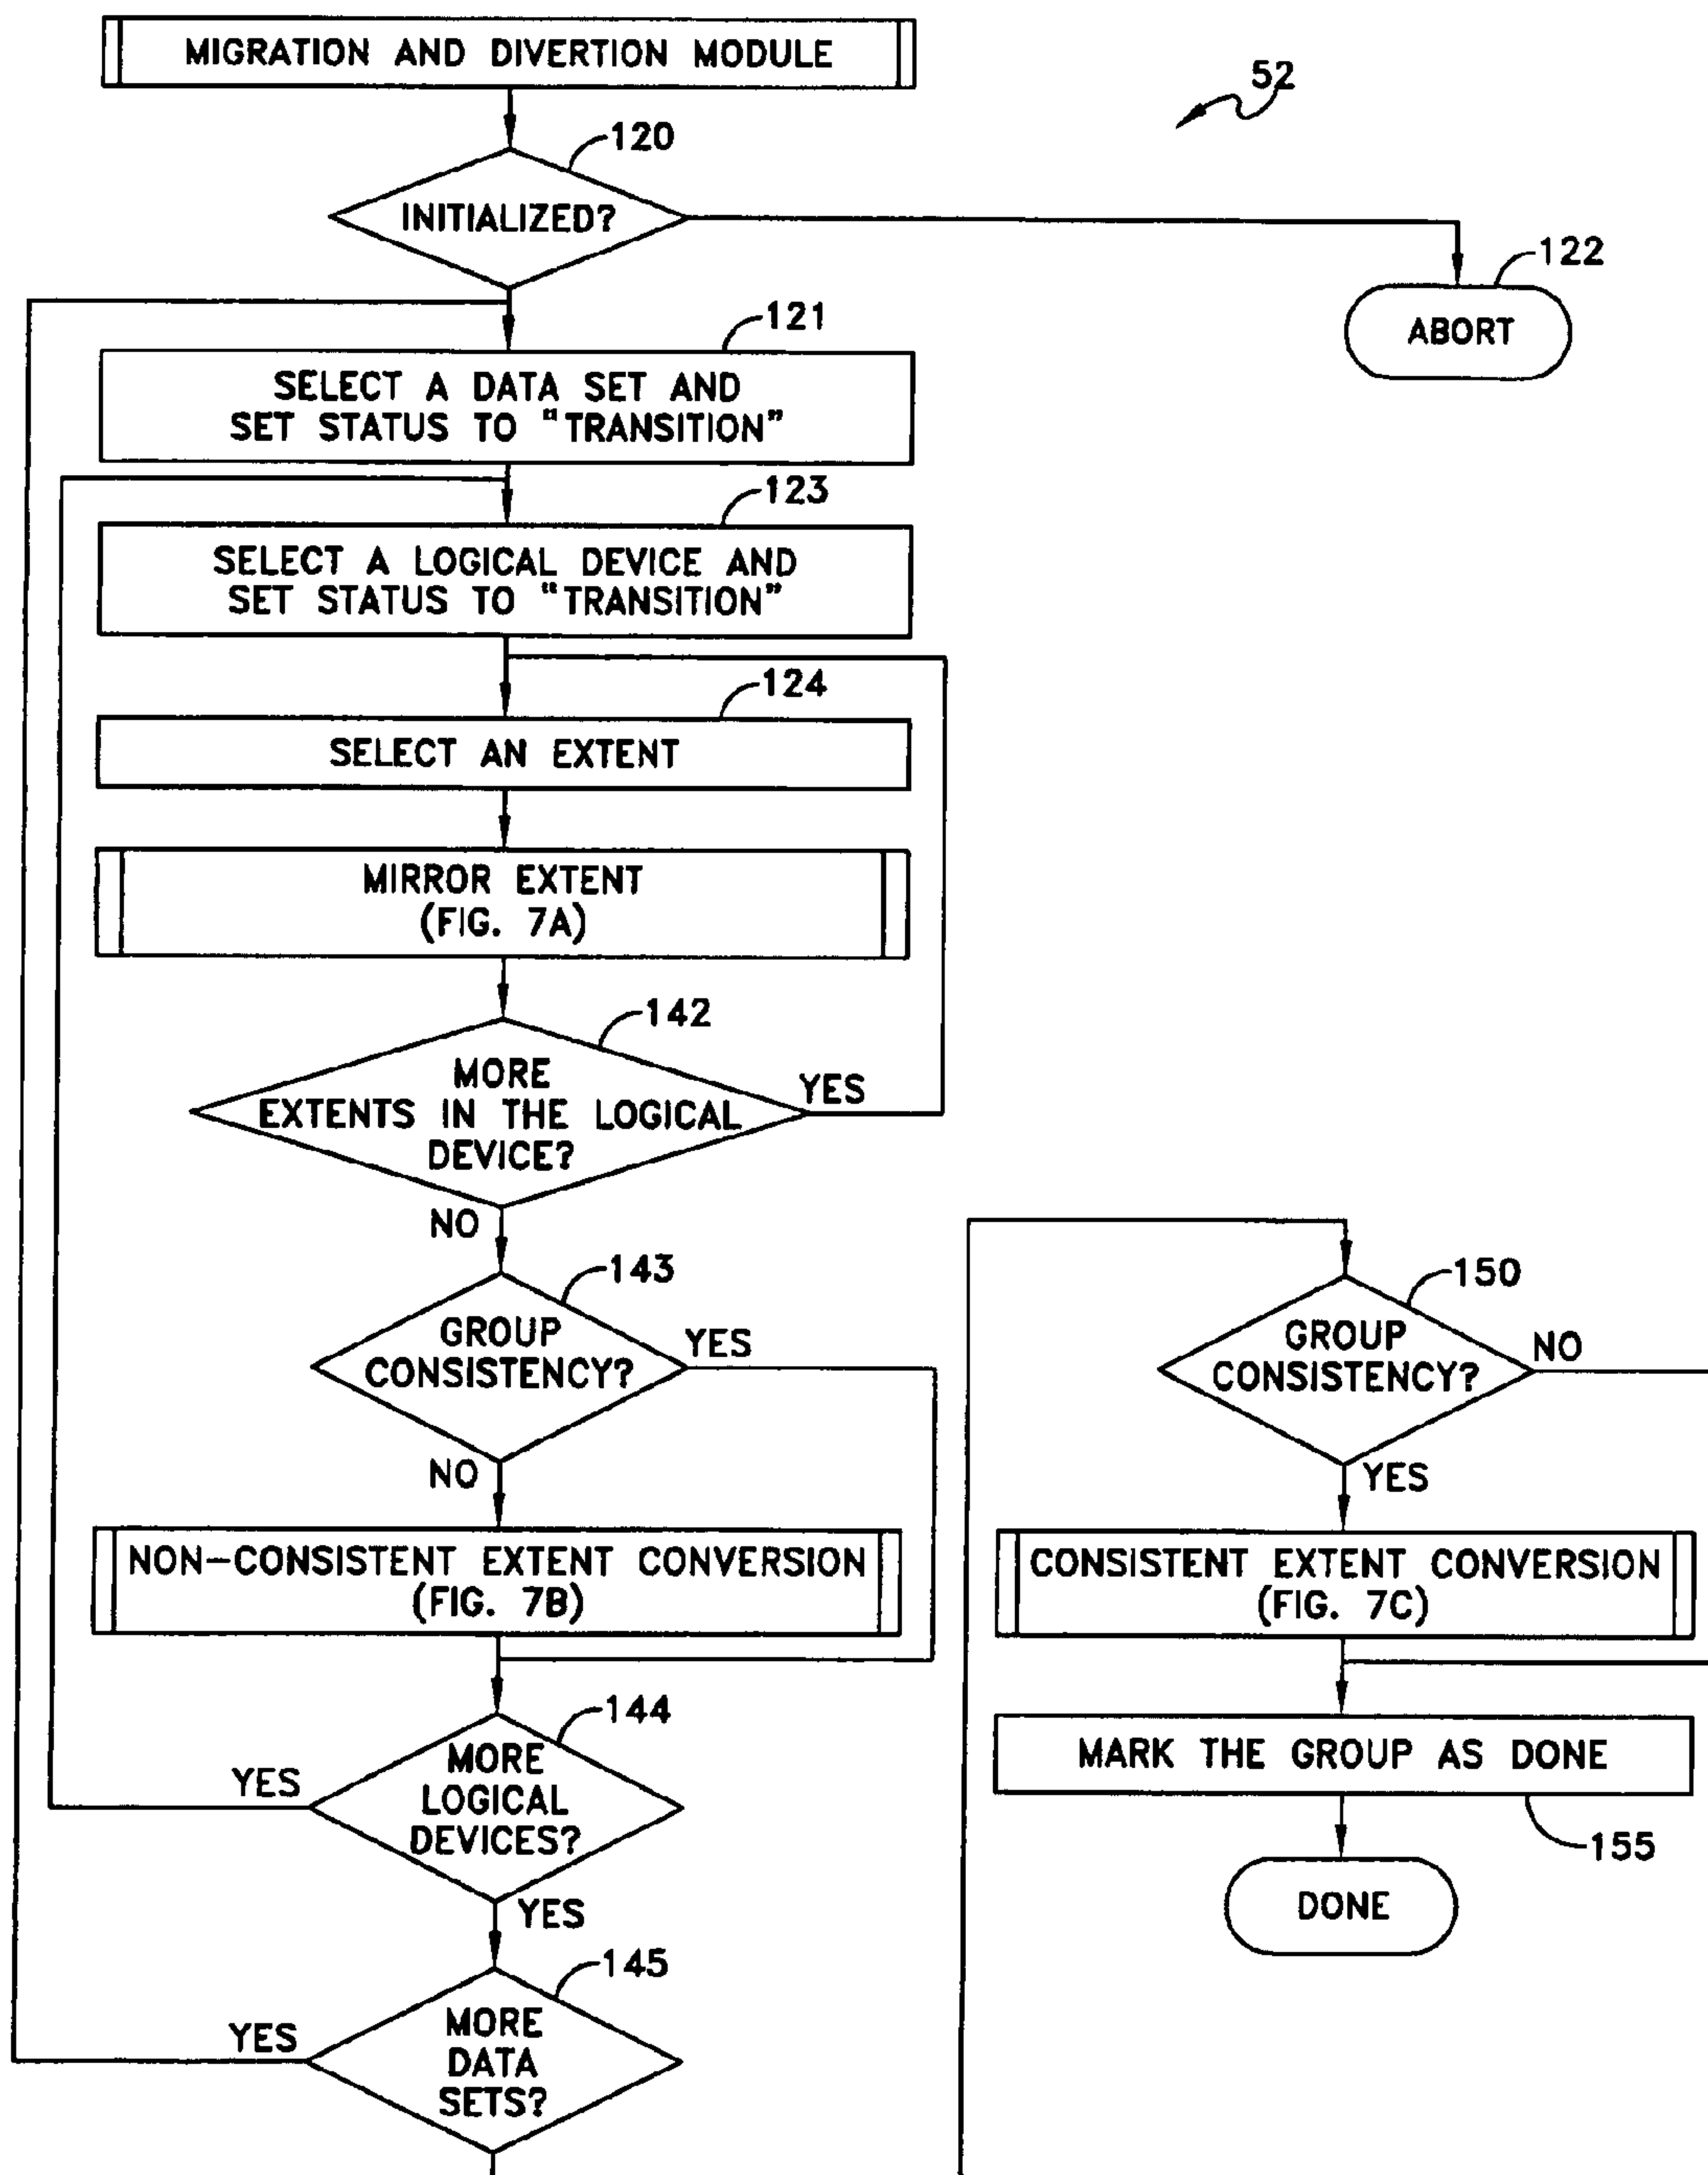 MIGRATION AND DIVERTION MODULE
52
120
INITIALIZED?
122
ABORT
121
SELECT A DATA SET AND
SET STATUS TO "TRANSITION"
123
SELECT A LOGICAL DEVICE AND
SET STATUS TO "TRANSITION"
124
SELECT AN EXTENT
MIRROR EXTENT
(FIG. 7A)
142
MORE
EXTENTS IN THE LOGICAL
DEVICE?
YES
NO
143
GROUP
CONSISTENCY?
YES
NO
NON-CONSISTENT EXTENT CONVERSION
(FIG. 7B)
144
MORE
LOGICAL
DEVICES?
YES
YES
145
MORE
DATA
SETS?
YES
150
GROUP
CONSISTENCY?
NO
YES
CONSISTENT EXTENT CONVERSION
(FIG. 7C)
MARK THE GROUP AS DONE
155
DONE